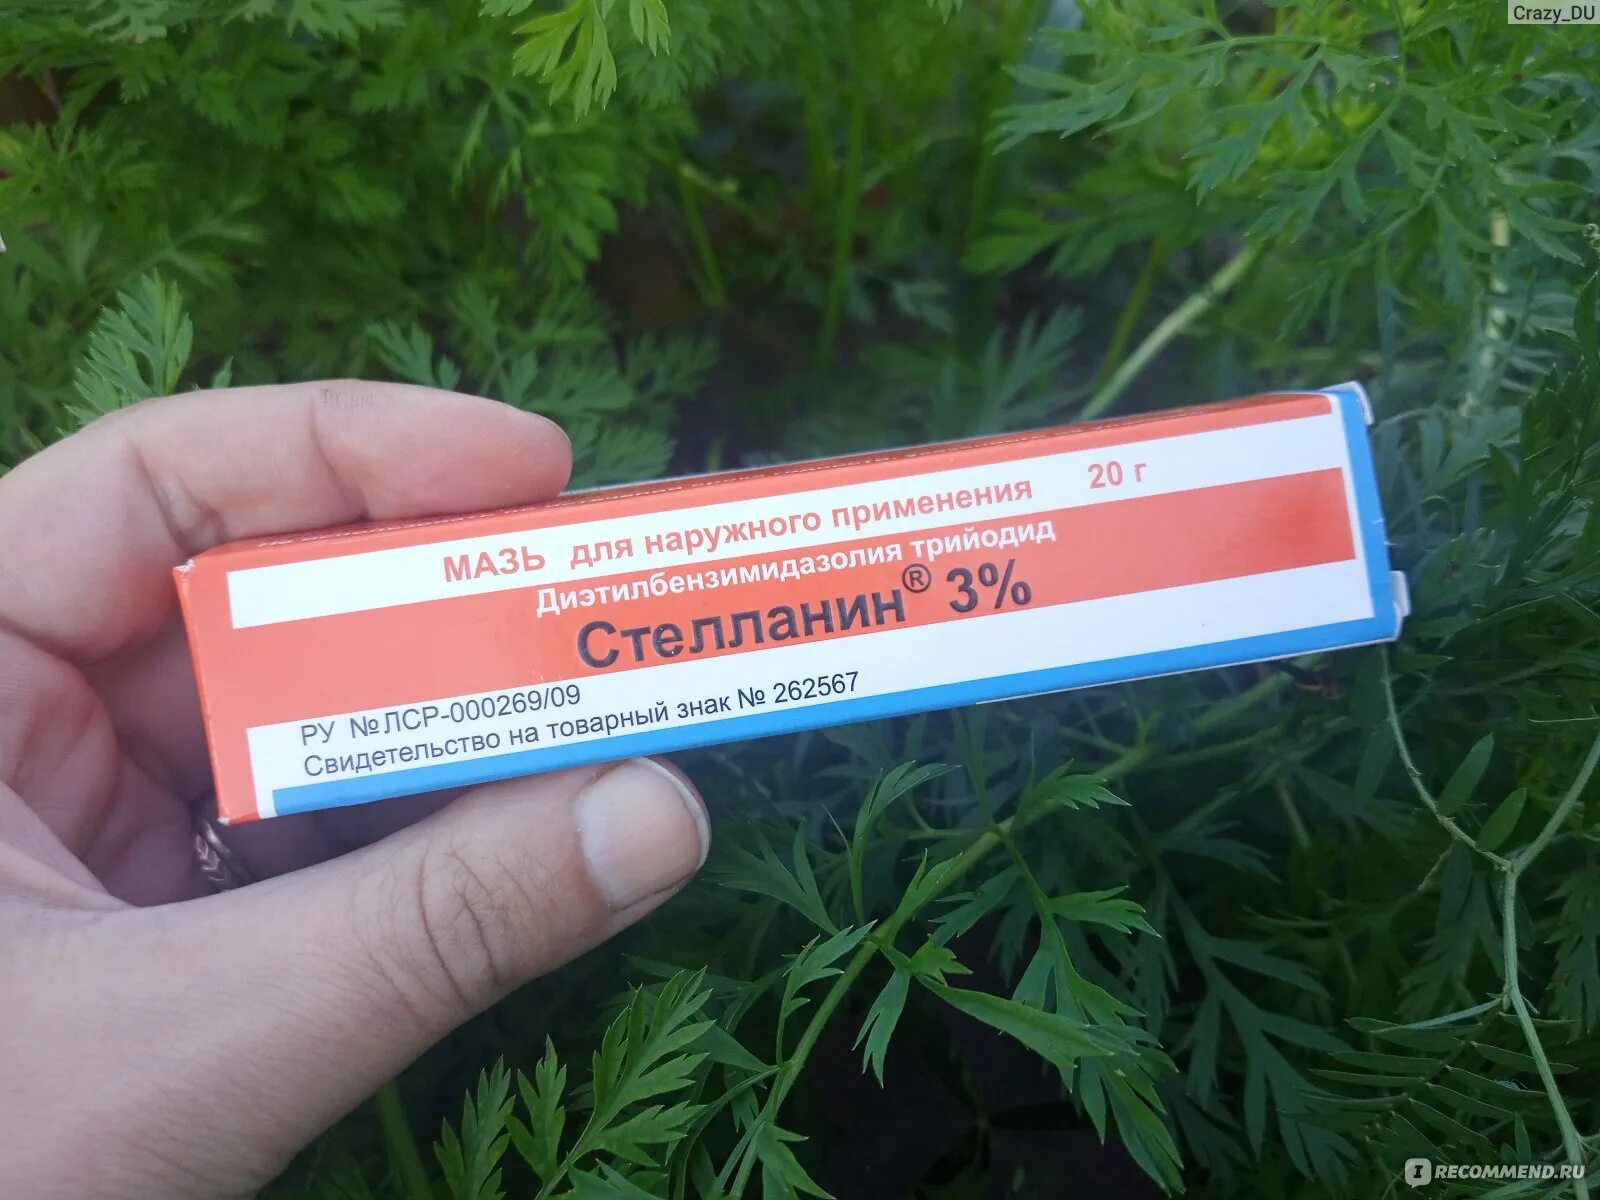 Crazy_DU
МАЗЬ для наружного применения 20 г
Диэтилбензимидазолия трийодид
Стелланин® 3%
РУ №ЛСР-000269/09
Свидетельство на товарный знак № 262567
IRECOMMEND.RU